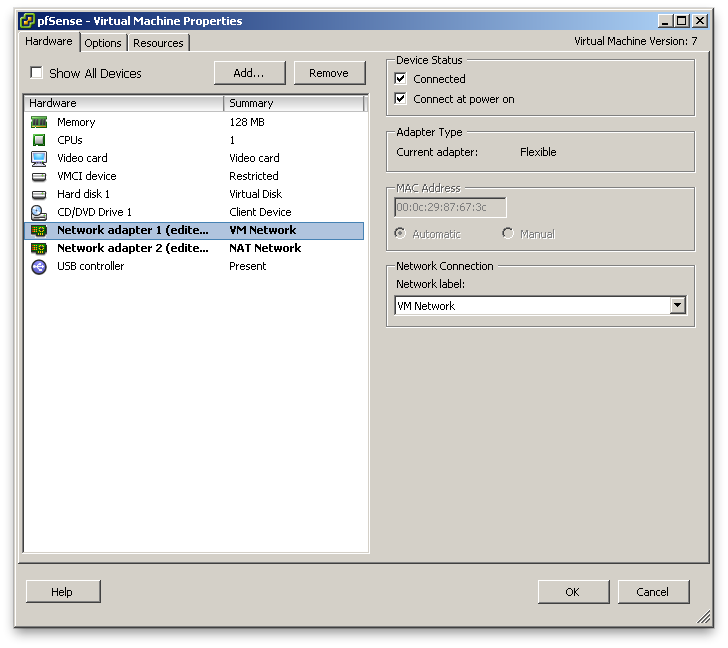 pfSense - Virtual Machine Properties
Hardware Options Resources
Virtual Machine Version: 7
Show All Devices
Add...
Remove
Hardware Summary
Memory 128 MB
CPUs 1
Video card Video card
VMCI device Restricted
Hard disk 1 Virtual Disk
CD/DVD Drive 1 Client Device
Network adapter 1 (edite... VM Network
Network adapter 2 (edite... NAT Network
USB controller Present
Device Status
Connected
Connect at power on
Adapter Type
Current adapter: Flexible
MAC Address
00:0c:29:87:67:3c
Automatic Manual
Network Connection
Network label:
VM Network
Help
OK
Cancel